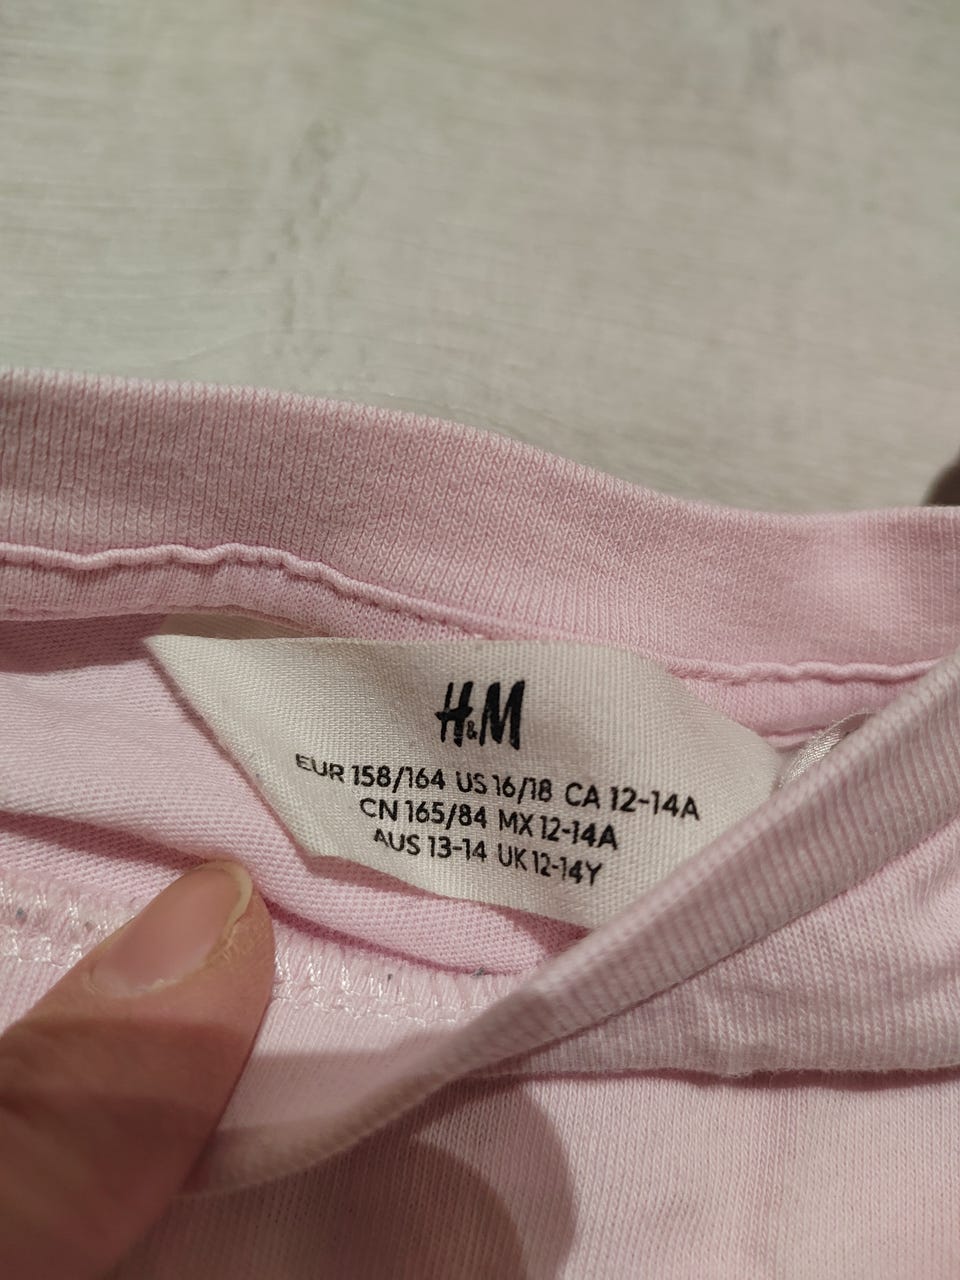 H&M
EUR 158/164 US 16/18 CA 12-14A
CN 165/84 MX 12-14A
AUS 13-14 UK 12-14Y